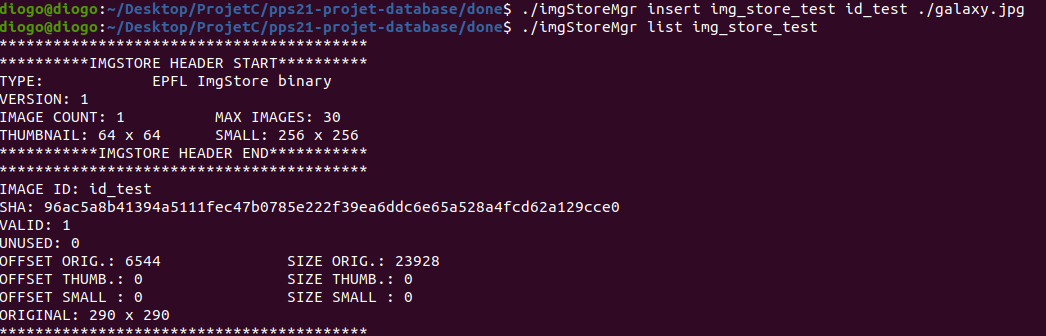 diogo@diogo:~/Desktop/ProjetC/pps21-projet-database/done$ ./imgStoreMgr insert img_store_test id_test ./galaxy.jpg
diogo@diogo:~/Desktop/ProjetC/pps21-projet-database/done$ ./imgStoreMgr list img_store_test
*****************************************
**********IMGSTORE HEADER START**********
TYPE:            EPFL ImgStore binary
VERSION: 1
IMAGE COUNT: 1          MAX IMAGES: 30
THUMBNAIL: 64 x 64      SMALL: 256 x 256
***********IMGSTORE HEADER END***********
*****************************************
IMAGE ID: id_test
SHA: 96ac5a8b41394a5111fec47b0785e222f39ea6ddc6e65a528a4fcd62a129cce0
VALID: 1
UNUSED: 0
OFFSET ORIG.: 6544              SIZE ORIG.: 23928
OFFSET THUMB.: 0                SIZE THUMB.: 0
OFFSET SMALL : 0                SIZE SMALL : 0
ORIGINAL: 290 x 290
*****************************************